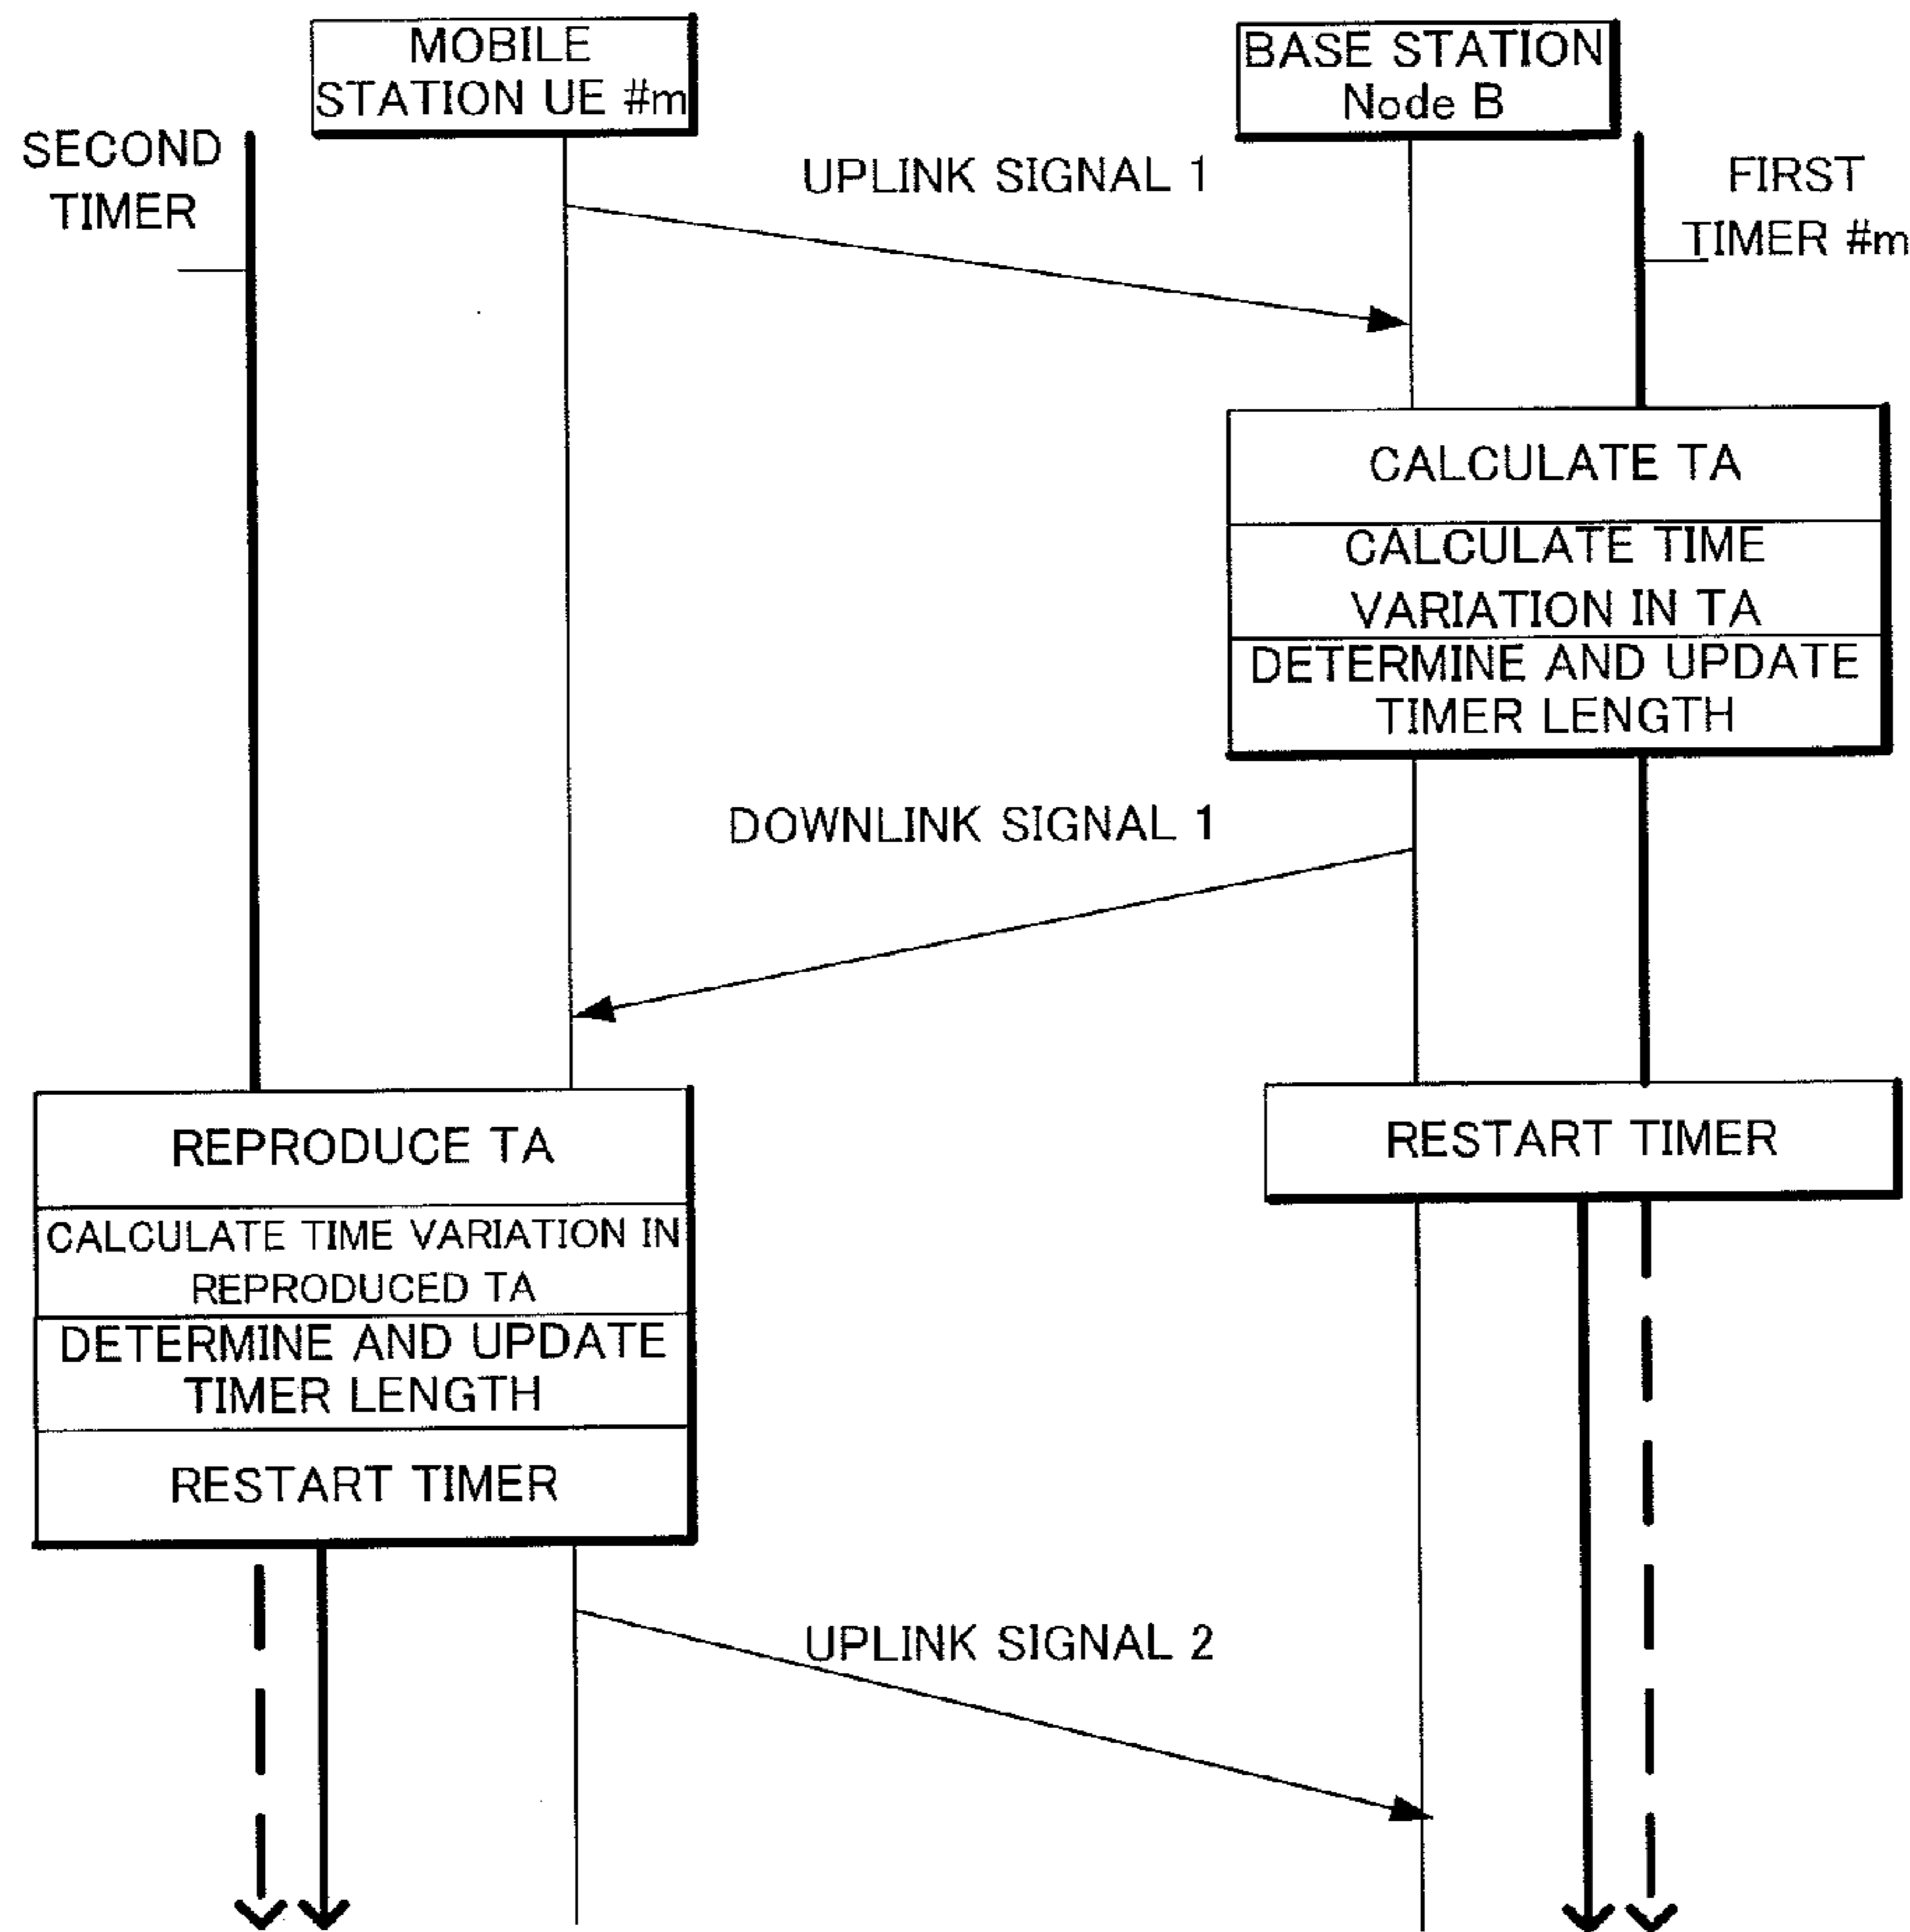 MOBILE
STATION UE #m
BASE STATION
Node B
SECOND
TIMER
UPLINK SIGNAL 1
FIRST
TIMER #m
CALCULATE TA
CALCULATE TIME
VARIATION IN TA
DETERMINE AND UPDATE
TIMER LENGTH
DOWNLINK SIGNAL 1
REPRODUCE TA
CALCULATE TIME VARIATION IN
REPRODUCED TA
DETERMINE AND UPDATE
TIMER LENGTH
RESTART TIMER
RESTART TIMER
UPLINK SIGNAL 2